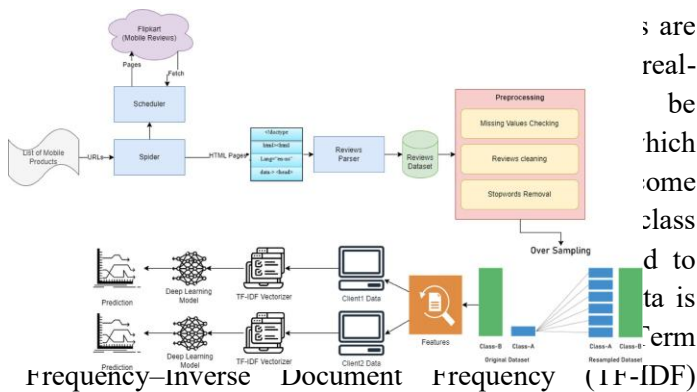 Flipkart
(Mobile Reviews)
Pages
Fetch
Scheduler
List of Mobile
Products
URLs
Spider
HTML Pages
<!doctype
html><html
Lang="en-us"
data = <head>
Reviews
Parser
Reviews
Dataset
Preprocessing
Missing Values Checking
Reviews cleaning
Stopwords Removal
Over Sampling
Prediction
Deep Learning
Model
TF-IDF Vectorizer
Client1 Data
Prediction
Deep Learning
Model
TF-IDF Vectorizer
Client2 Data
Features
Class-B
Class-A
Original Dataset
Class-A
Class-B
Resampled Dataset
s are
real-
be
which
come
class
d to
ta is
Term
Frequency–Inverse Document Frequency (TF-IDF)